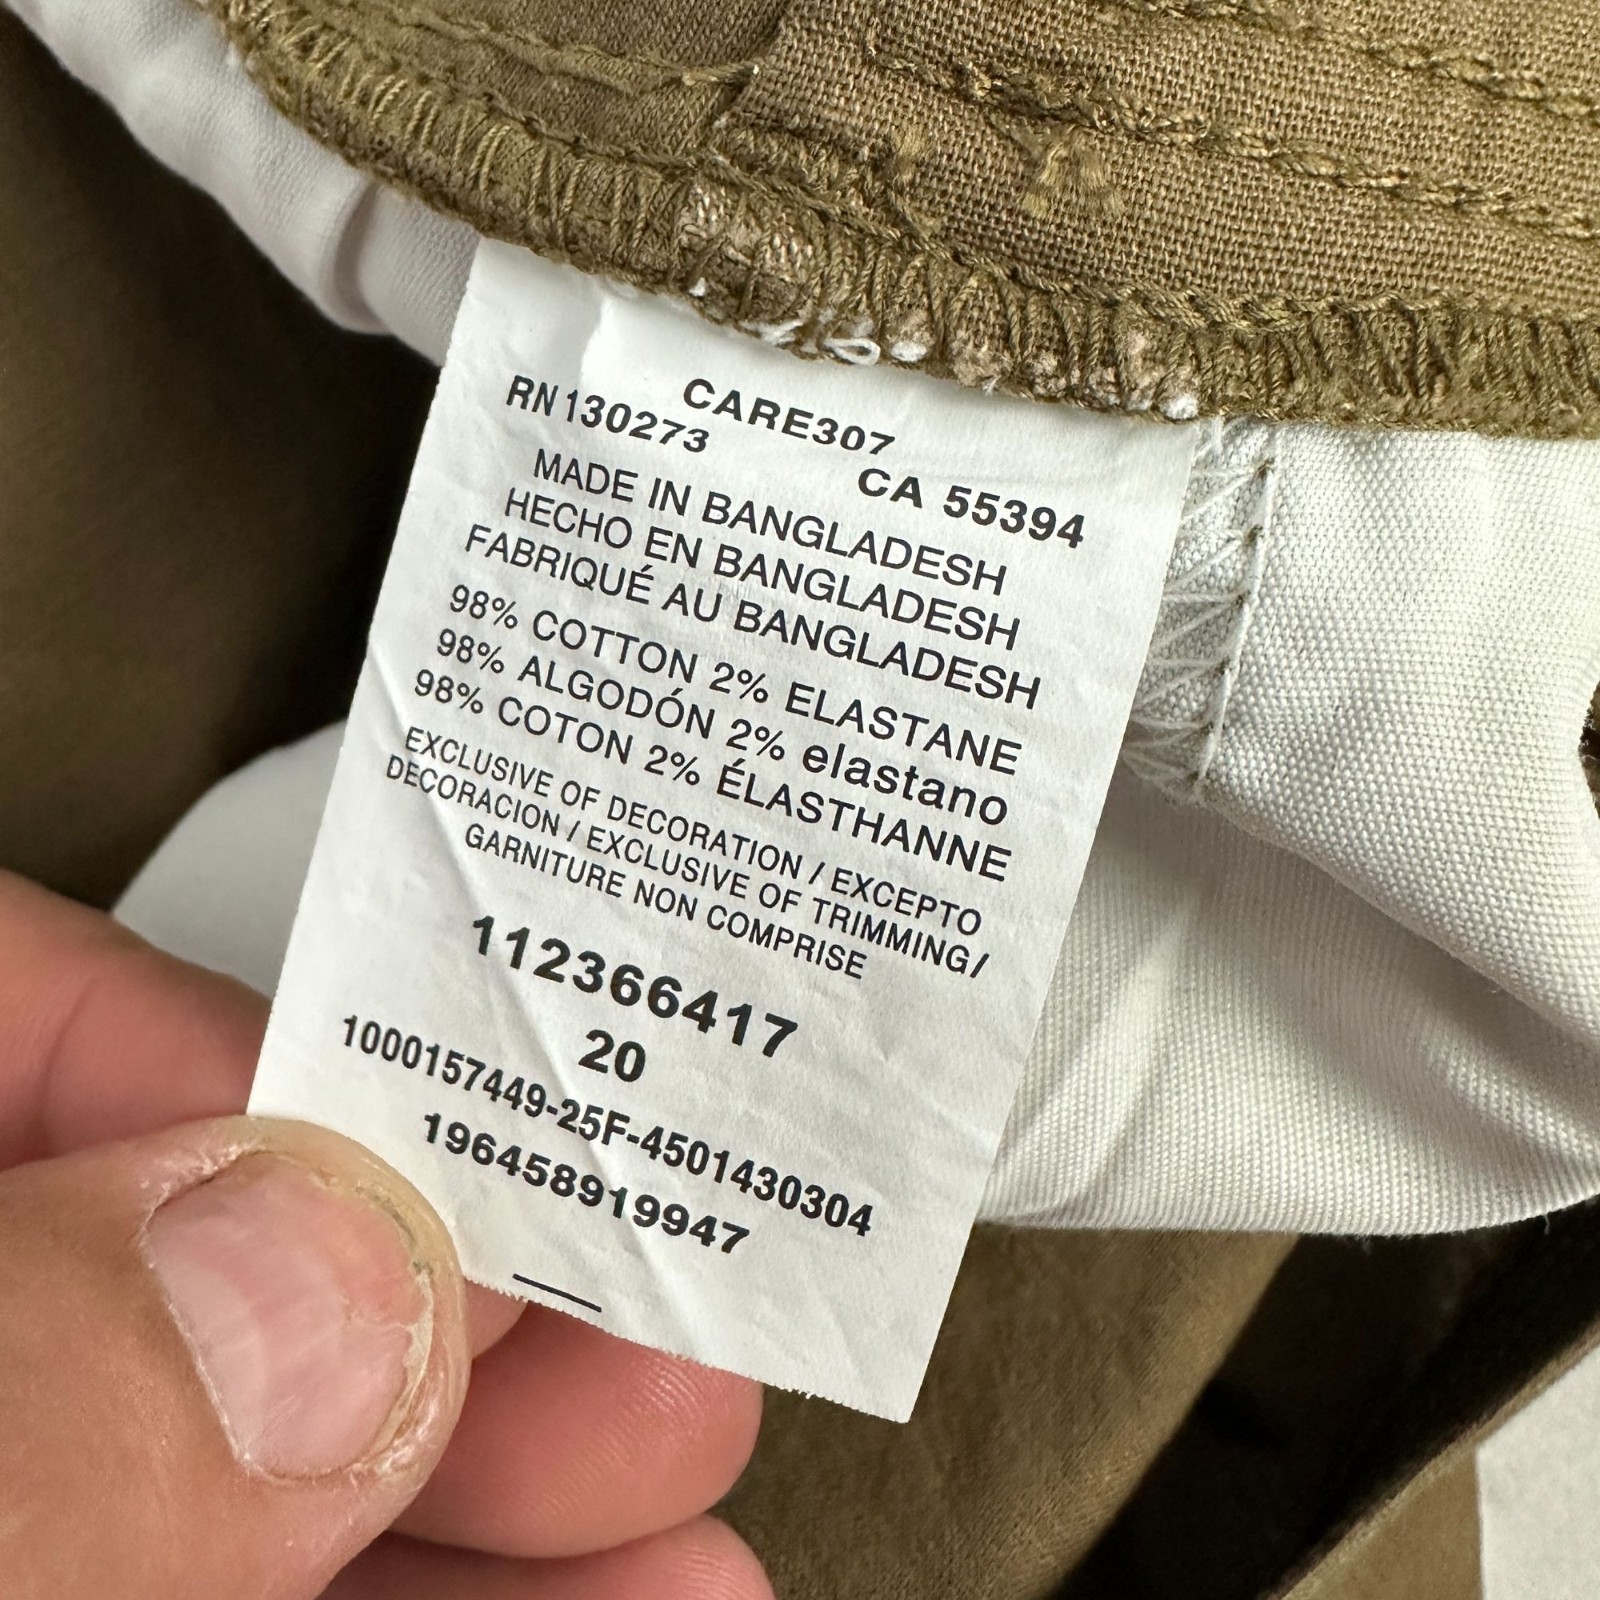 CARE307
RN130273 CA 55394
MADE IN BANGLADESH
HECHO EN BANGLADESH
FABRIQUÉ AU BANGLADESH
98% COTTON 2% ELASTANE
98% ALGODÓN 2% elastano
98% COTON 2% ÉLASTHANNE
EXCLUSIVE OF DECORATION / EXCEPTO
DECORACION / EXCLUSIVE OF TRIMMING/
GARNITURE NON COMPRISE
112366417
20
1000157449-25F-4501430304
196458919947